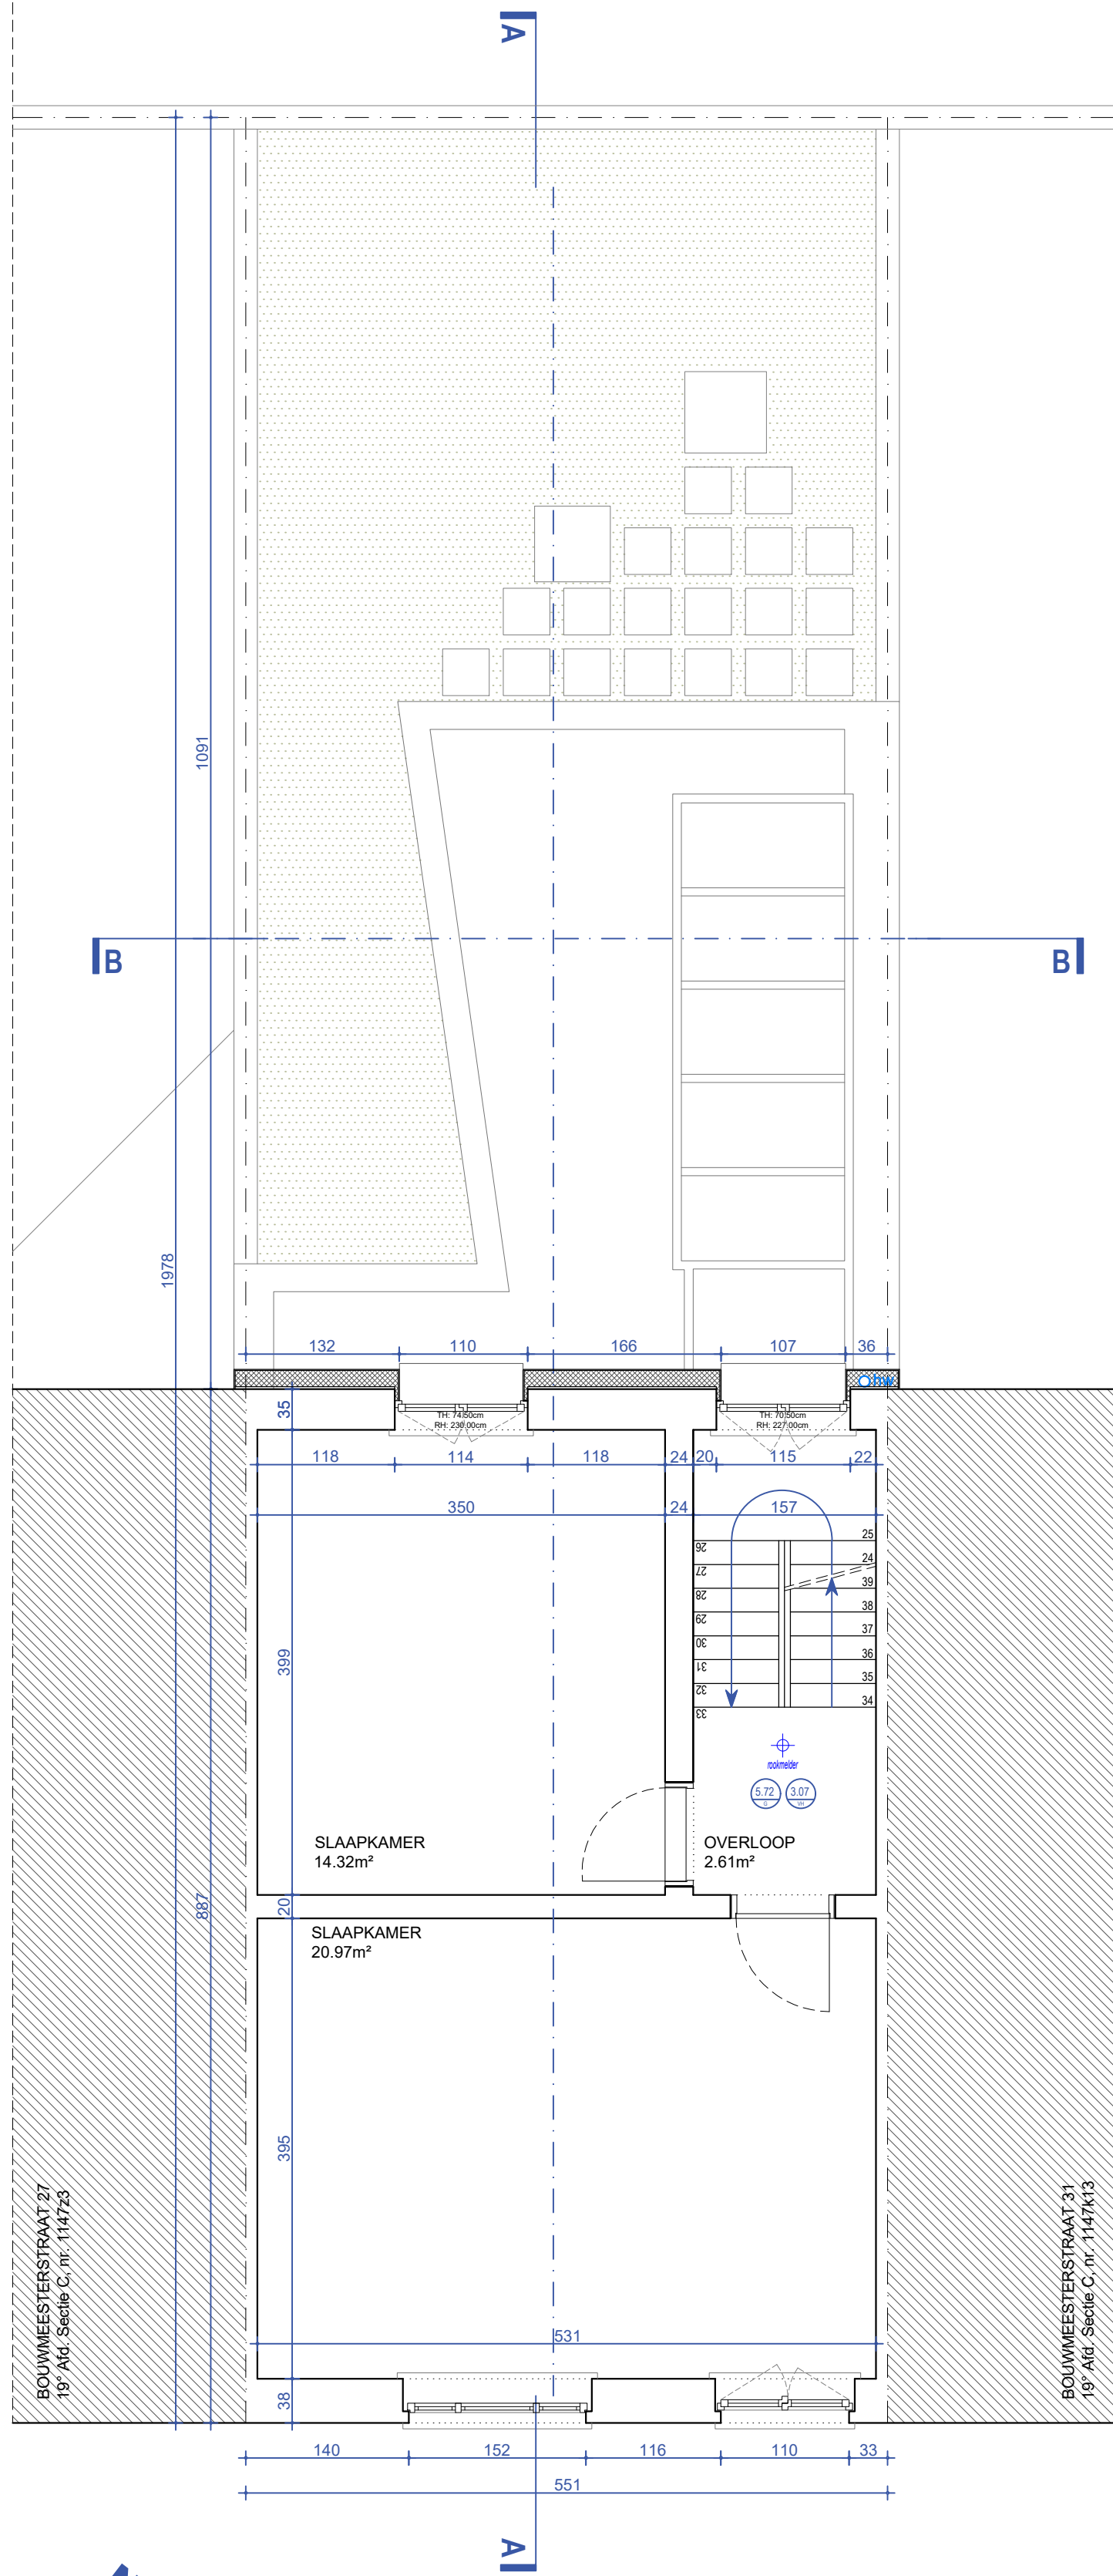 A
1091
B
B
1978
132
110
166
107
36
hw
35
TH: 74.50cm
RH: 230.00cm
TH: 70.50cm
RH: 227.00cm
118
114
118
24
20
115
22
350
24
157
26
25
27
24
28
39
29
38
30
37
31
36
32
35
33
34
399
rookmelder
5.72
G
3.07
VH
SLAAPKAMER
14.32m²
OVERLOOP
2.61m²
887
20
SLAAPKAMER
20.97m²
395
BOUWMEESTERSTRAAT 27
19° Afd. Sectie C, nr. 1147z3
BOUWMEESTERSTRAAT 31
19° Afd. Sectie C, nr. 1147k13
531
38
140
152
116
110
33
551
A